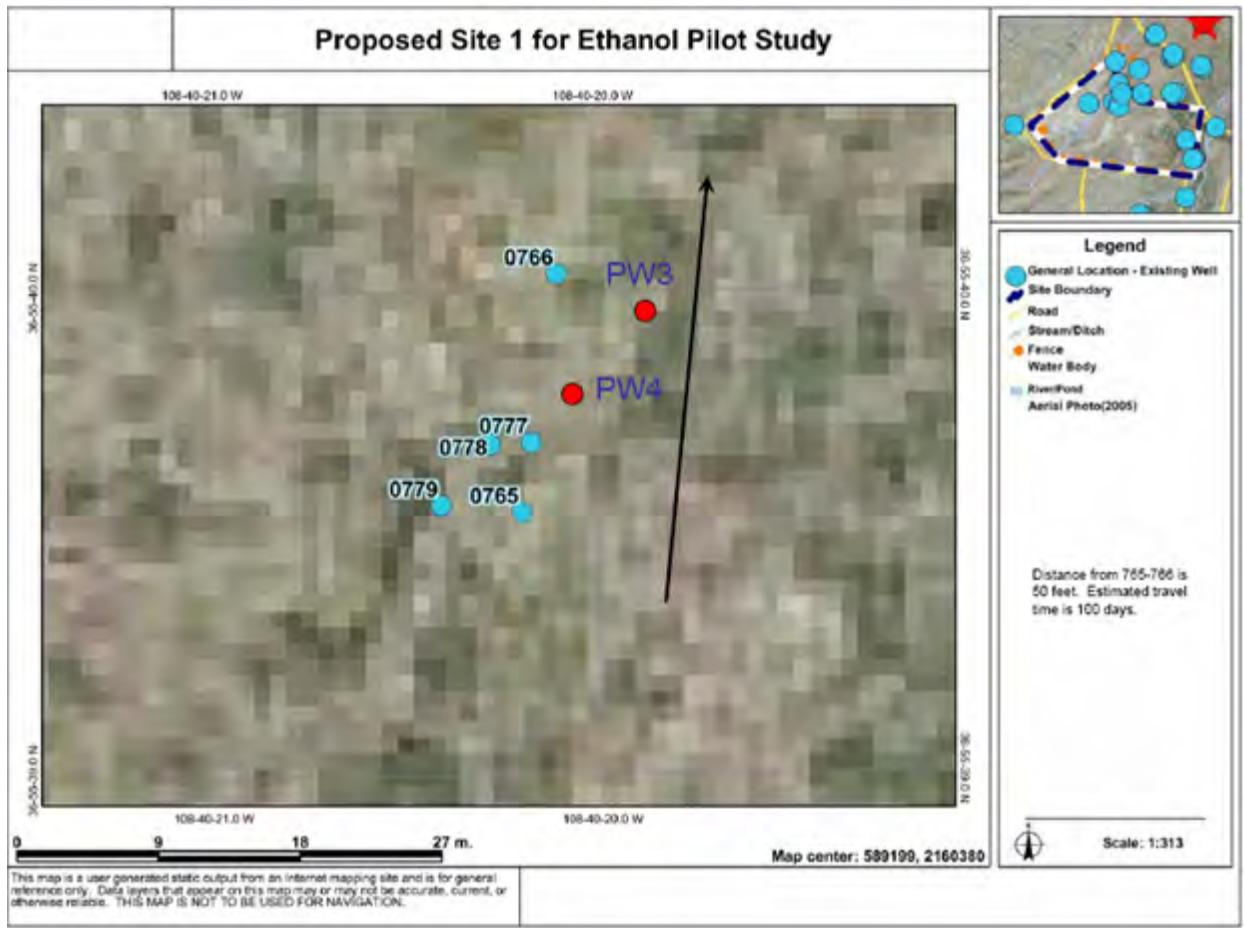 Proposed Site 1 for Ethanol Pilot Study
108-40-21.0 W
108-40-20.0 W
36-55-40.0 N
36-55-40.0 N
0766
PW3
PW4
0777
0778
0779
0765
36-55-39.0 N
36-55-39.0 N
108-40-21.0 W
108-40-20.0 W
0
9
18
27 m.
Map center: 589199, 2160380
This map is a user generated static output from an Internet mapping site and is for general
reference only. Data layers that appear on this map may or may not be accurate, current, or
otherwise reliable. THIS MAP IS NOT TO BE USED FOR NAVIGATION.
Legend
General Location - Existing Well
Site Boundary
Road
Stream/Ditch
Fence
Water Body
River/Pond
Aerial Photo(2005)
Distance from 765-766 is
50 feet. Estimated travel
time is 100 days.
Scale: 1:313